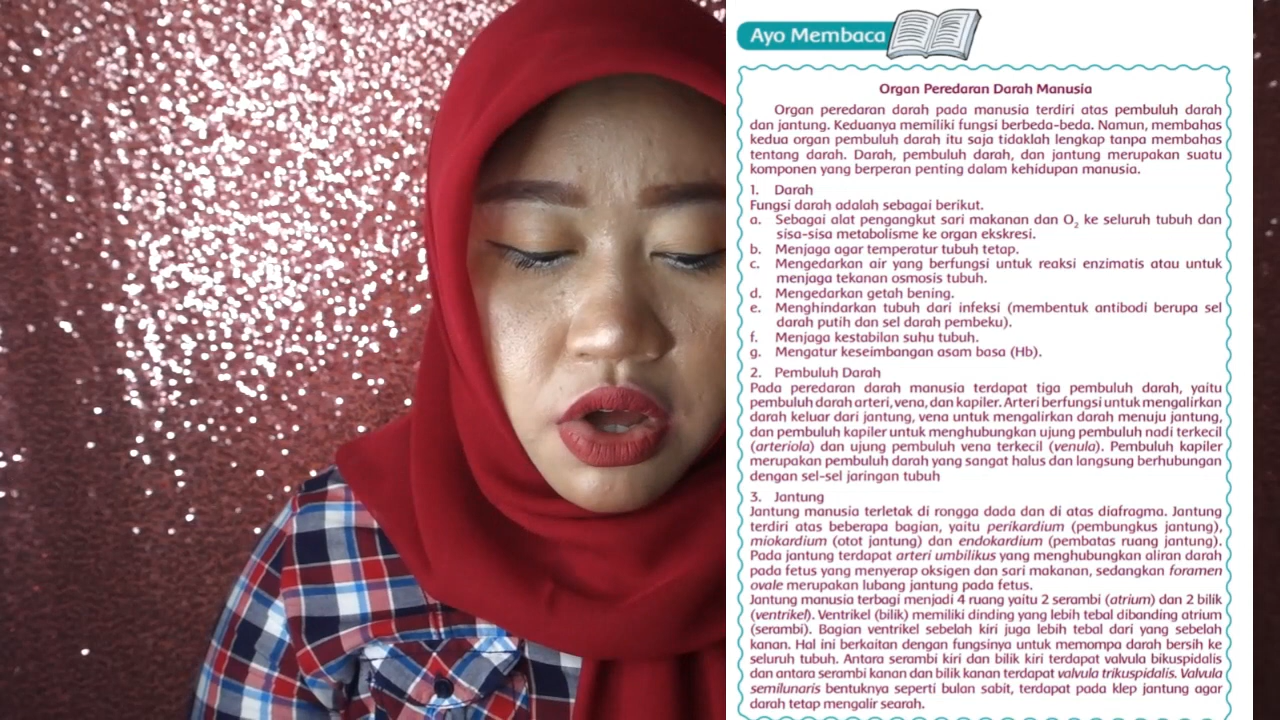 Ayo Membaca
Organ Peredaran Darah Manusia
Organ peredaran darah pada manusia terdiri atas pembuluh darah
dan jantung. Keduanya memiliki fungsi berbeda-beda. Namun, membahas
kedua organ pembuluh darah itu saja tidaklah lengkap tanpa membahas
tentang darah. Darah, pembuluh darah, dan jantung merupakan suatu
komponen yang berperan penting dalam kehidupan manusia.
1. Darah
Fungsi darah adalah sebagai berikut.
a. Sebagai alat pengangkut sari makanan dan O₂ ke seluruh tubuh dan
sisa-sisa metabolisme ke organ ekskresi.
b. Menjaga agar temperatur tubuh tetap.
c. Mengedarkan air yang berfungsi untuk reaksi enzimatis atau untuk
menjaga tekanan osmosis tubuh.
d. Mengedarkan getah bening.
e. Menghindarkan tubuh dari infeksi (membentuk antibodi berupa sel
darah putih dan sel darah pembeku).
f. Menjaga kestabilan suhu tubuh.
g. Mengatur keseimbangan asam basa (Hb).
2. Pembuluh Darah
Pada peredaran darah manusia terdapat tiga pembuluh darah, yaitu
pembuluh darah arteri, vena, dan kapiler. Arteri berfungsi untuk mengalirkan
darah keluar dari jantung, vena untuk mengalirkan darah menuju jantung,
dan pembuluh kapiler untuk menghubungkan ujung pembuluh nadi terkecil
(arteriola) dan ujung pembuluh vena terkecil (venula). Pembuluh kapiler
merupakan pembuluh darah yang sangat halus dan langsung berhubungan
dengan sel-sel jaringan tubuh
3. Jantung
Jantung manusia terletak di rongga dada dan di atas diafragma. Jantung
terdiri atas beberapa bagian, yaitu perikardium (pembungkus jantung),
miokardium (otot jantung) dan endokardium (pembatas ruang jantung).
Pada jantung terdapat arteri umbilikus yang menghubungkan aliran darah
pada fetus yang menyerap oksigen dan sari makanan, sedangkan foramen
ovale merupakan lubang jantung pada fetus.
Jantung manusia terbagi menjadi 4 ruang yaitu 2 serambi (atrium) dan 2 bilik
(ventrikel). Ventrikel (bilik) memiliki dinding yang lebih tebal dibanding atrium
(serambi). Bagian ventrikel sebelah kiri juga lebih tebal dari yang sebelah
kanan. Hal ini berkaitan dengan fungsinya untuk memompa darah bersih ke
seluruh tubuh. Antara serambi kiri dan bilik kiri terdapat valvula bikuspidalis
dan antara serambi kanan dan bilik kanan terdapat valvula trikuspidalis. Valvula
semilunaris bentuknya seperti bulan sabit, terdapat pada klep jantung agar
darah tetap mengalir searah.